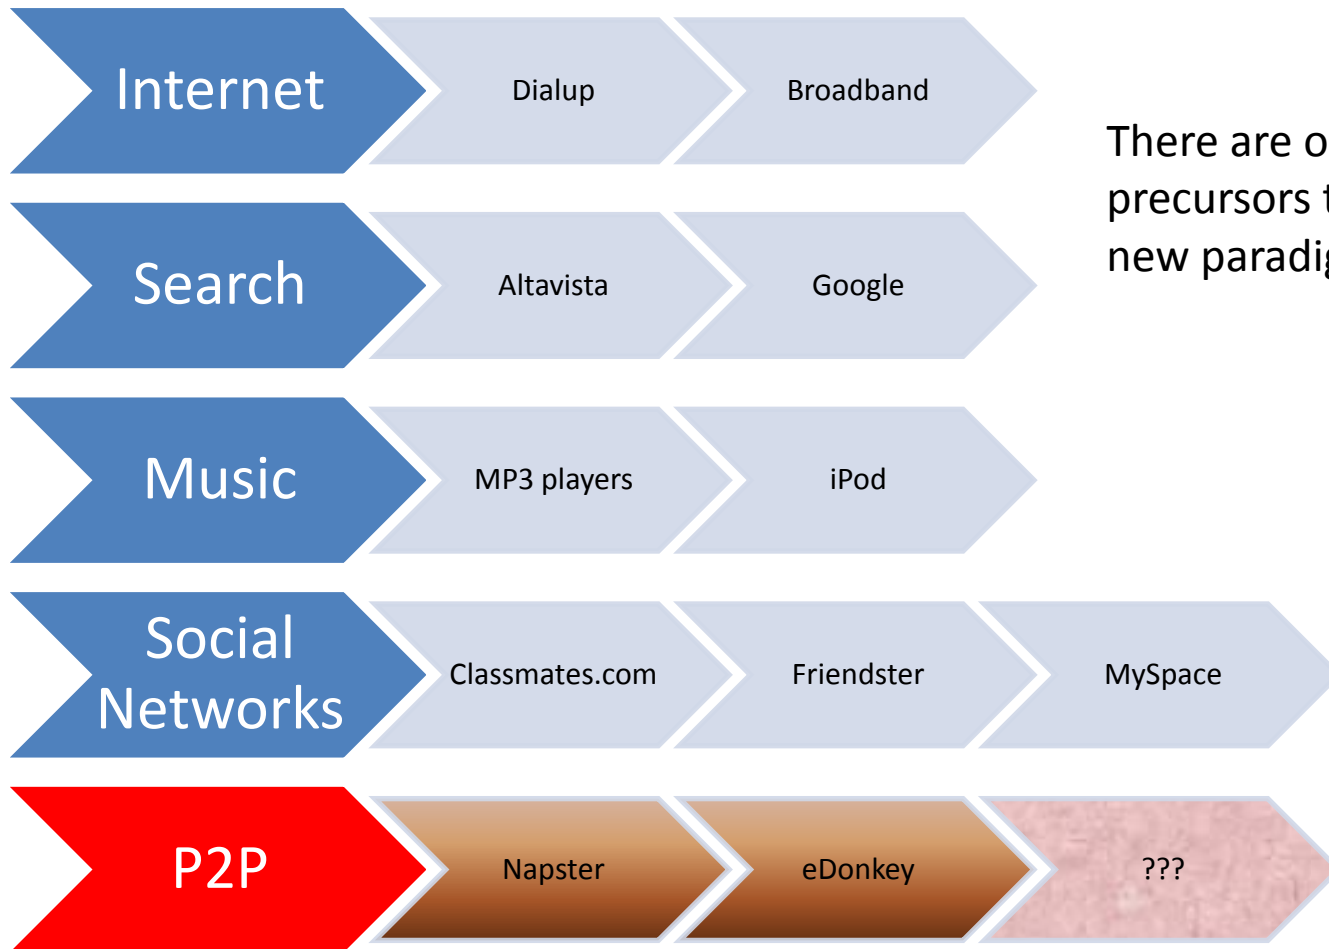 Internet
Dialup
Broadband
There are o
precursors
new paradi
Search
Altavista
Google
Music
MP3 players
iPod
Social
Networks
Classmates.com
Friendster
MySpace
P2P
Napster
eDonkey
???